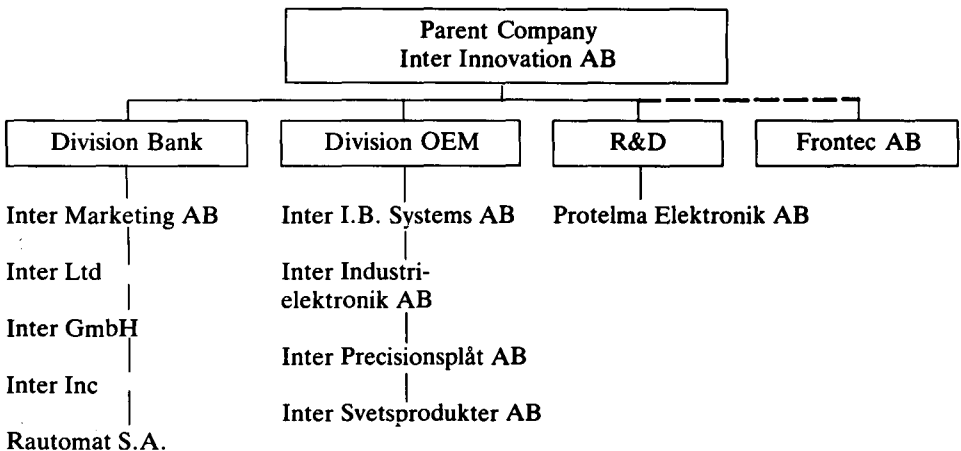 Parent Company
Inter Innovation AB
Division Bank
Division OEM
R&D
Frontec AB
Inter Marketing AB
Inter I.B. Systems AB
Protelma Elektronik AB
Inter Ltd
Inter Industri-
elektronik AB
Inter GmbH
Inter Precisionsplåt AB
Inter Inc
Inter Svetsprodukter AB
Rautomat S.A.